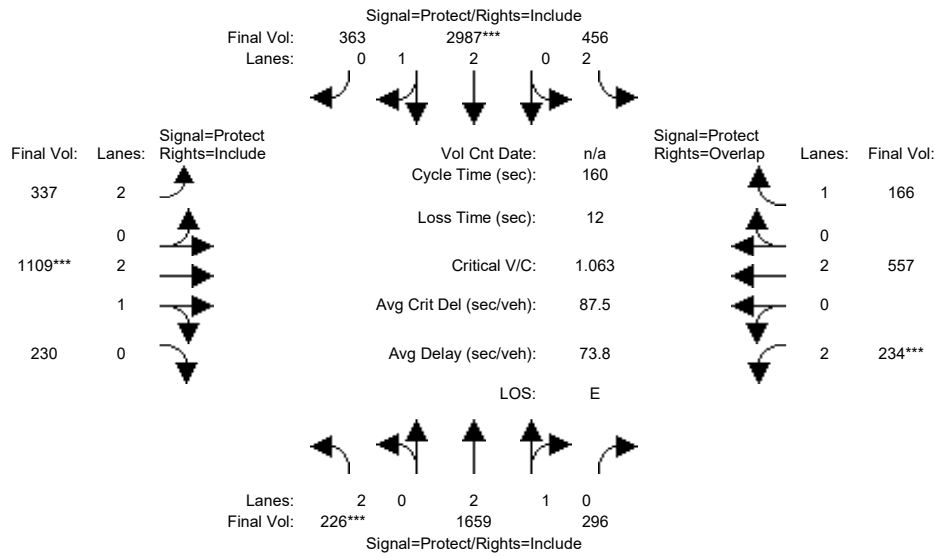 Signal=Protect/Rights=Include
Final Vol: 363 2987*** 456
Lanes: 0 1 2 0 2
Signal=Protect Signal=Protect
Final Vol: Lanes: Rights=Include Vol Cnt Date: n/a Rights=Overlap Lanes: Final Vol:
Cycle Time (sec): 160
337 2 1 166
Loss Time (sec): 12
0 0
1109*** 2 Critical V/C: 1.063 2 557
1 Avg Crit Del (sec/veh): 87.5 0
230 0 Avg Delay (sec/veh): 73.8 2 234***
LOS: E
Lanes: 2 0 2 1 0
Final Vol: 226*** 1659 296
Signal=Protect/Rights=Include